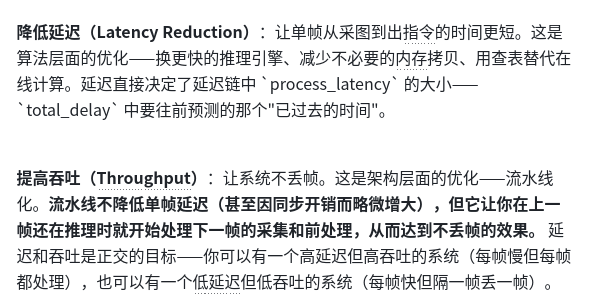 降低延迟（Latency Reduction）：让单帧从采图到出指令的时间更短。这是
算法层面的优化——换更快的推理引擎、减少不必要的内存拷贝、用查表替代在
线计算。延迟直接决定了延迟链中 `process_latency` 的大小——
`total_delay` 中要往前预测的那个"已过去的时间"。
提高吞吐（Throughput）：让系统不丢帧。这是架构层面的优化——流水线
化。流水线不降低单帧延迟（甚至因同步开销而略微增大），但它让你在上一
帧还在推理时就开始处理下一帧的采集和前处理，从而达到不丢帧的效果。 延
迟和吞吐是正交的目标——你可以有一个高延迟但高吞吐的系统（每帧慢但每帧
都处理），也可以有一个低延迟但低吞吐的系统（每帧快但隔一帧丢一帧）。